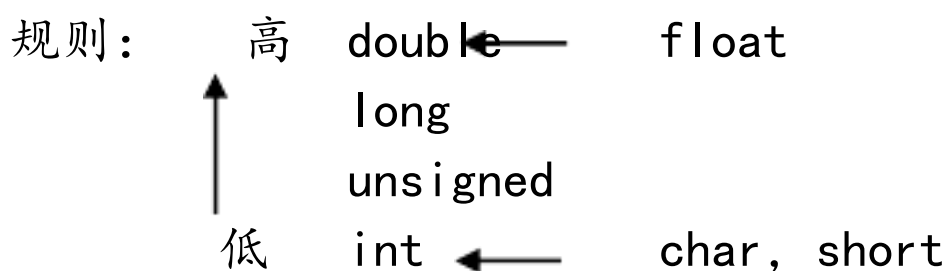 规则： 高 double float
long
unsigned
低 int char, short